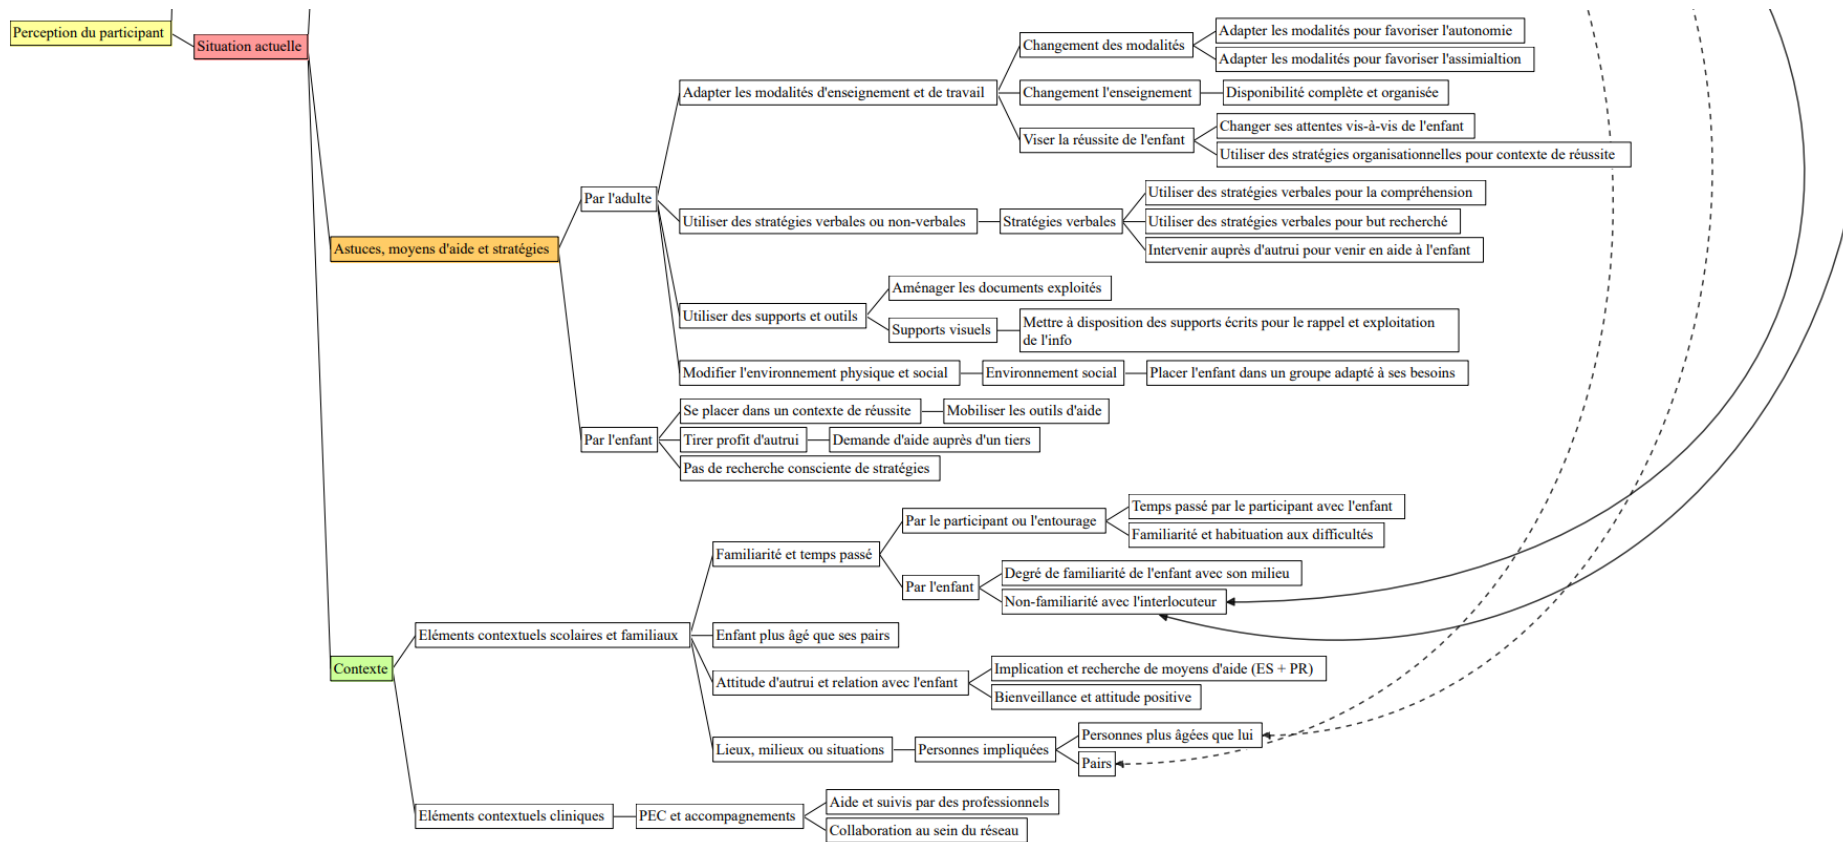 Perception du participant
Situation actuelle
Astuces, moyens d'aide et stratégies
Par l'adulte
Adapter les modalités d'enseignement et de travail
Changement des modalités
Adapter les modalités pour favoriser l'autonomie
Adapter les modalités pour favoriser l'assimialtion
Changement l'enseignement
Disponibilité complète et organisée
Viser la réussite de l'enfant
Changer ses attentes vis-à-vis de l'enfant
Utiliser des stratégies organisationnelles pour contexte de réussite
Utiliser des stratégies verbales ou non-verbales
Stratégies verbales
Utiliser des stratégies verbales pour la compréhension
Utiliser des stratégies verbales pour but recherché
Intervenir auprès d'autrui pour venir en aide à l'enfant
Utiliser des supports et outils
Aménager les documents exploités
Supports visuels
Mettre à disposition des supports écrits pour le rappel et exploitation
de l'info
Modifier l'environnement physique et social
Environnement social
Placer l'enfant dans un groupe adapté à ses besoins
Par l'enfant
Se placer dans un contexte de réussite
Mobiliser les outils d'aide
Tirer profit d'autrui
Demande d'aide auprès d'un tiers
Pas de recherche consciente de stratégies
Contexte
Eléments contextuels scolaires et familiaux
Familiarité et temps passé
Par le participant ou l'entourage
Temps passé par le participant avec l'enfant
Familiarité et habituation aux difficultés
Par l'enfant
Degré de familiarité de l'enfant avec son milieu
Non-familiarité avec l'interlocuteur
Enfant plus âgé que ses pairs
Attitude d'autrui et relation avec l'enfant
Implication et recherche de moyens d'aide (ES + PR)
Bienveillance et attitude positive
Lieux, milieux ou situations
Personnes impliquées
Personnes plus âgées que lui
Pairs
Eléments contextuels cliniques
PEC et accompagnements
Aide et suivis par des professionnels
Collaboration au sein du réseau